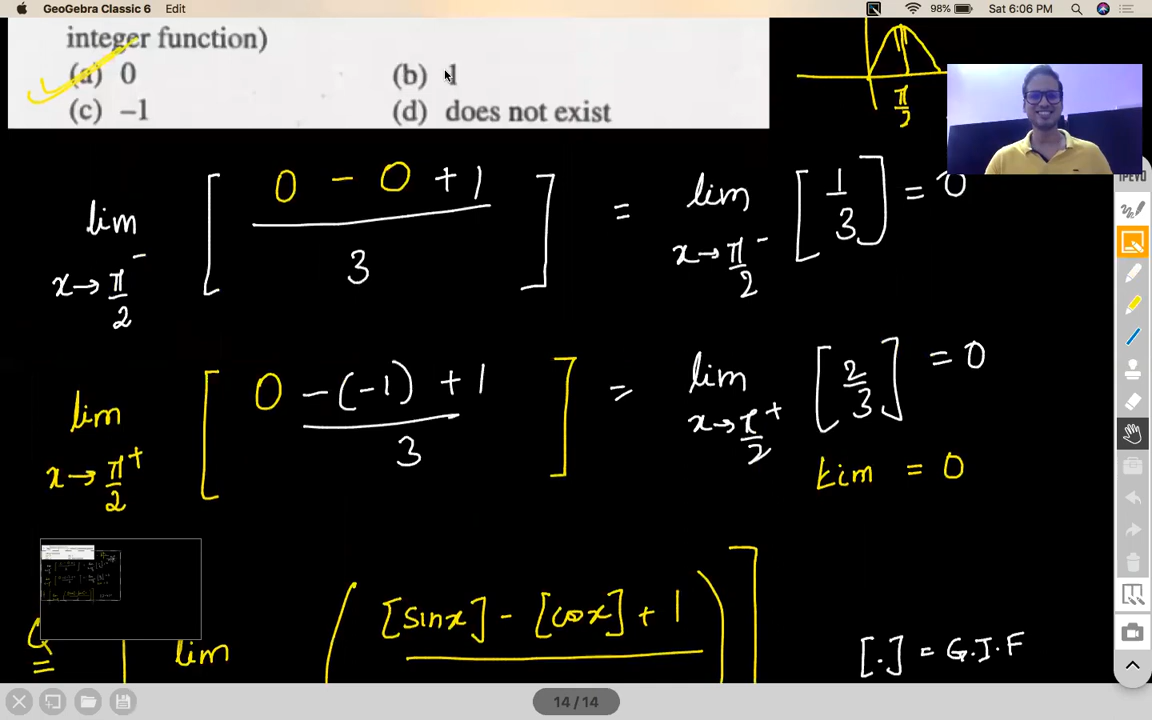 GeoGebra Classic 6 Edit 98% Sat 6:06 PM
integer function)
(a) 0 (b) 1
(c) −1 (d) does not exist
π/2
IPEVO
lim x→π/2⁻ [ (0 − 0 + 1)/3 ] = lim x→π/2⁻ [ 1/3 ] = 0
lim x→π/2⁺ [ (0 −(−1) + 1)/3 ] = lim x→π/2⁺ [ 2/3 ] = 0
Lim = 0
Q
lim ( [sinx] − [cosx] + 1 ]
[.] = G.I.F
14 / 14